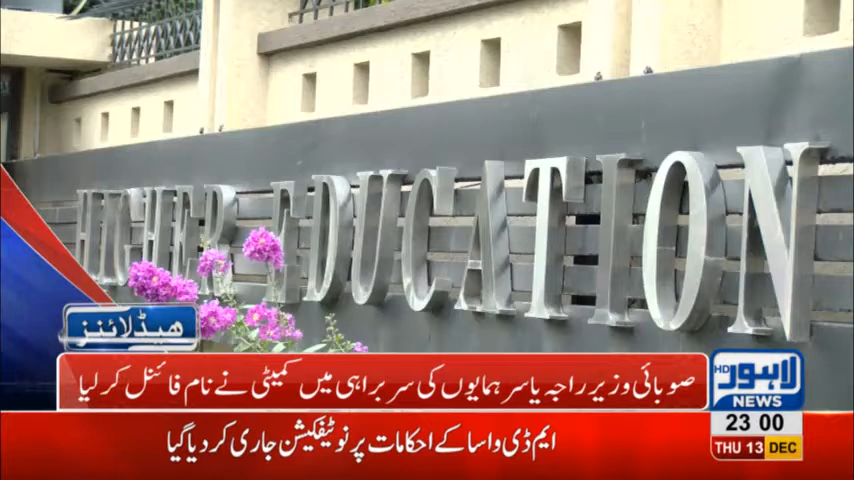 HIGHER EDUCATION
ہیڈلائنز
صوبائی وزیر راجہ یاسر ہمایوں کی سربراہی میں کمیٹی نے نام فائنل کر لیا
HD لاہور
NEWS
23 00
THU 13 DEC
ایم ڈی واسا کے احکامات پر نوٹیفکیشن جاری کر دیا گیا